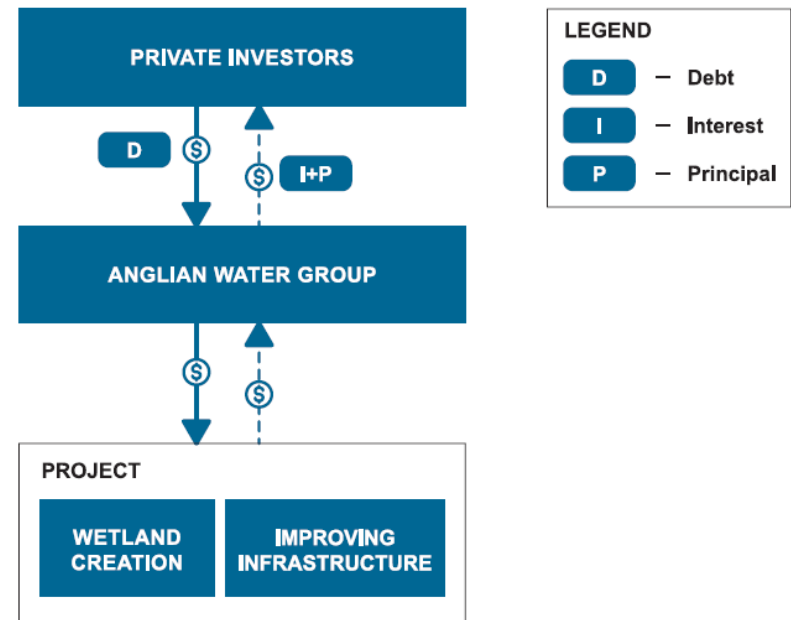 PRIVATE INVESTORS
D
$
$
I+P
ANGLIAN WATER GROUP
$
$
PROJECT
WETLAND
CREATION
IMPROVING
INFRASTRUCTURE
LEGEND
D – Debt
I – Interest
P – Principal